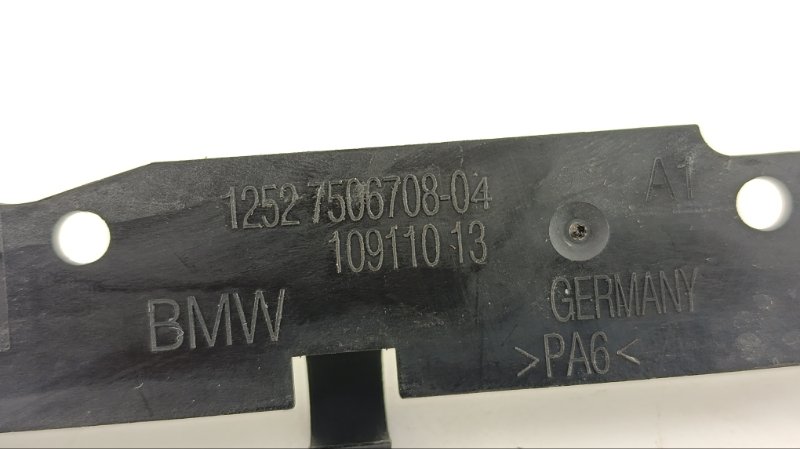 1252 7506708-04
A1
109110 13
BMW
GERMANY
>PA6<